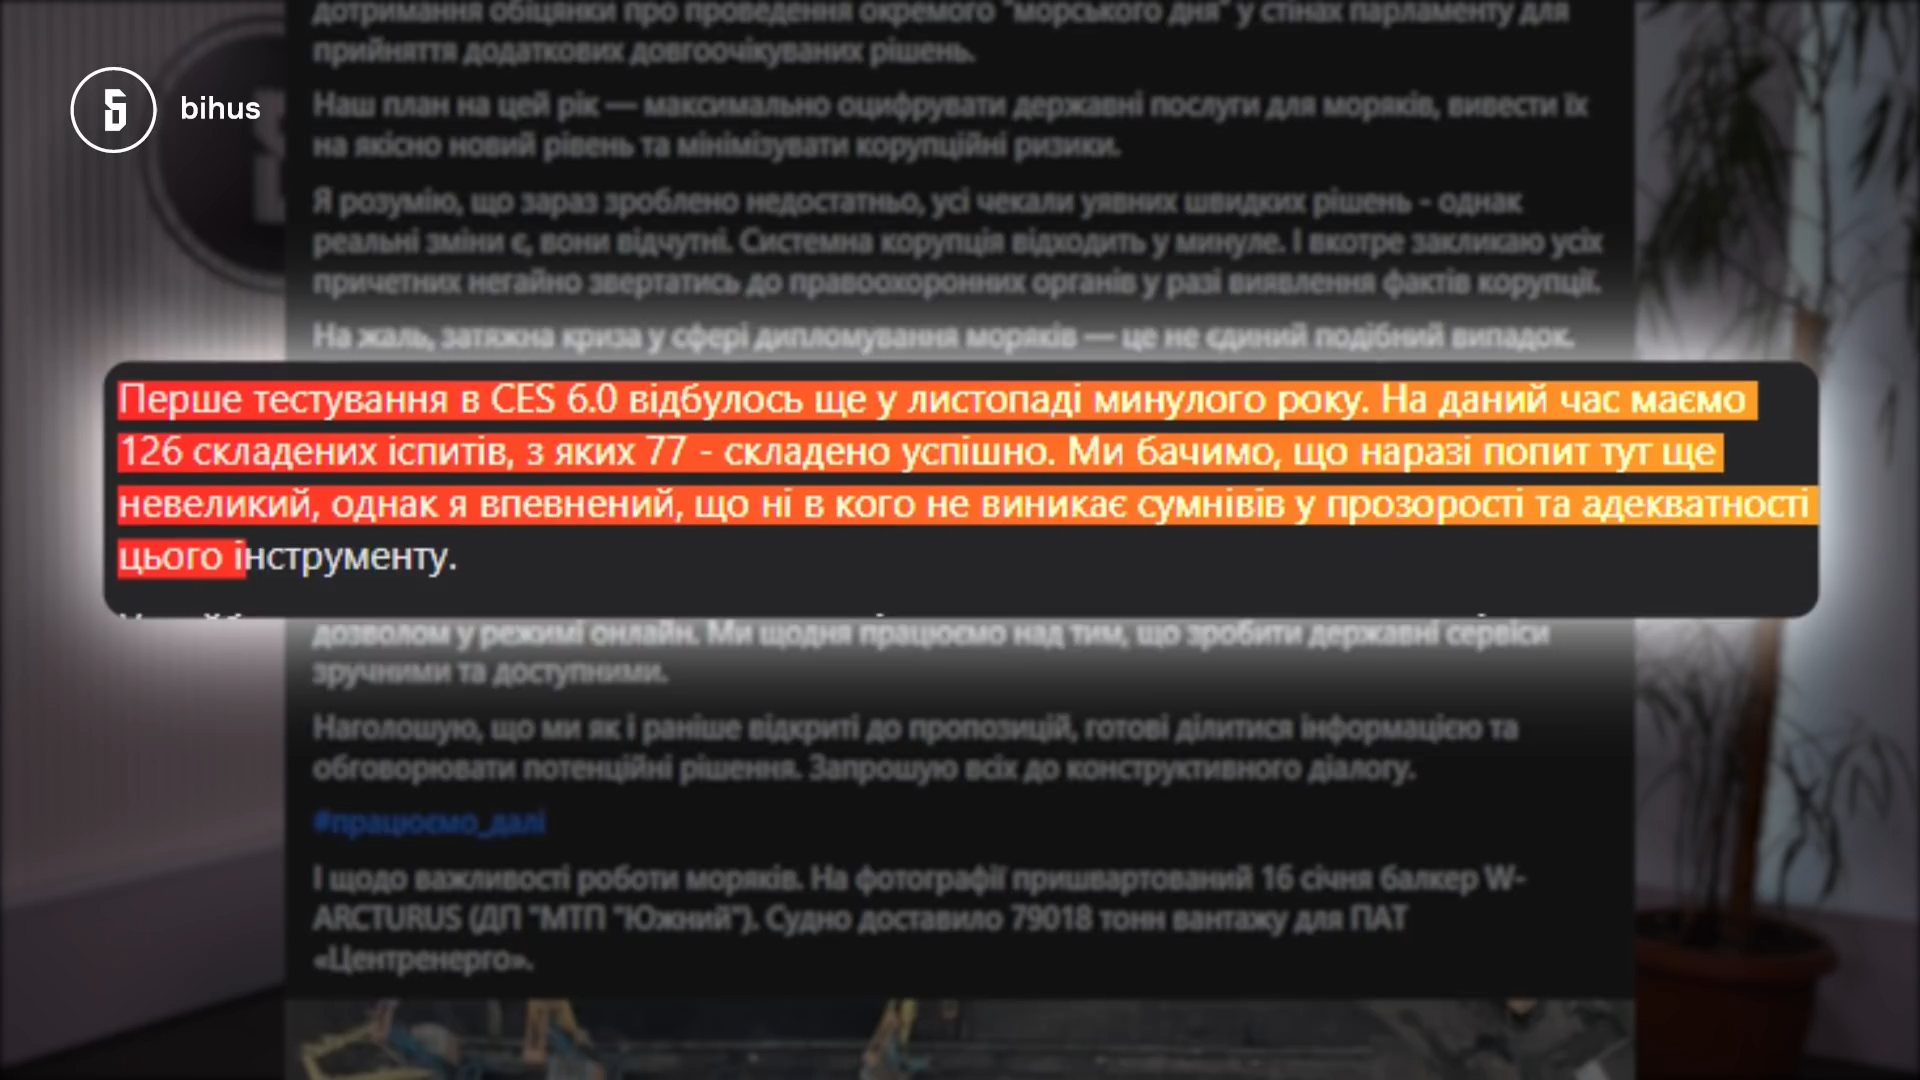 bihus
дотримання обіцянки про проведення окремого "морського дня" у стінах парламенту для
прийняття додаткових довгоочікуваних рішень.
Наш план на цей рік — максимально оцифрувати державні послуги для моряків, вивести їх
на якісно новий рівень та мінімізувати корупційні ризики.
Я розумію, що зараз зроблено недостатньо, усі чекали уявних швидких рішень - однак
реальні зміни є, вони відчутні. Системна корупція відходить у минуле. І вкотре закликаю усіх
причетних негайно звертатись до правоохоронних органів у разі виявлення фактів корупції.
На жаль, затяжна криза у сфері дипломування моряків — це не єдиний подібний випадок.
Перше тестування в CES 6.0 відбулось ще у листопаді минулого року. На даний час маємо
126 складених іспитів, з яких 77 - складено успішно. Ми бачимо, що наразі попит тут ще
невеликий, однак я впевнений, що ні в кого не виникає сумнівів у прозорості та адекватності
цього інструменту.
дозволом у режимі онлайн. Ми щодня працюємо над тим, що зробити державні сервіси
зручними та доступними.
Наголошую, що ми як і раніше відкриті до пропозицій, готові ділитися інформацією та
обговорювати потенційні рішення. Запрошую всіх до конструктивного діалогу.
#працюємо_далі
І щодо важливості роботи моряків. На фотографії пришвартований 16 січня балкер W-
ARCTURUS (ДП "МТП "Южний"). Судно доставило 79018 тонн вантажу для ПАТ
«Центренерго».